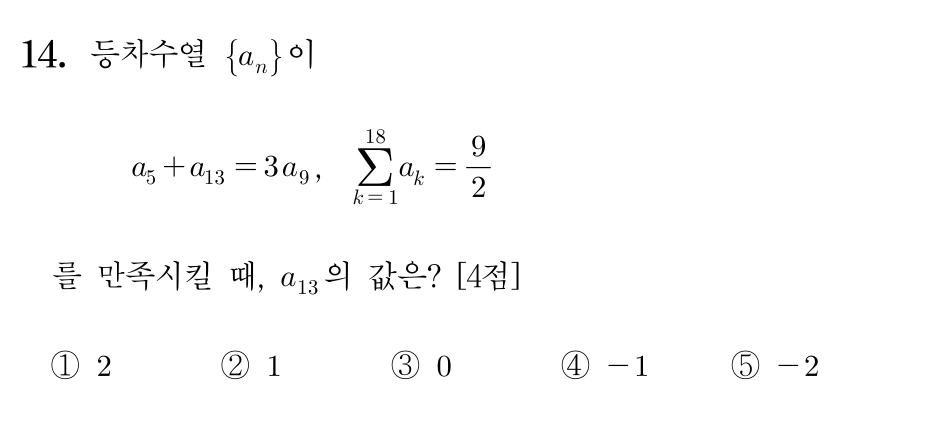 14. 등차수열 {aₙ}이
a₅ + a₁₃ = 3a₉, ∑_{k=1}^{18} aₖ = 9/2
를 만족시킬 때, a₁₃의 값은? [4점]
① 2 ② 1 ③ 0 ④ −1 ⑤ −2